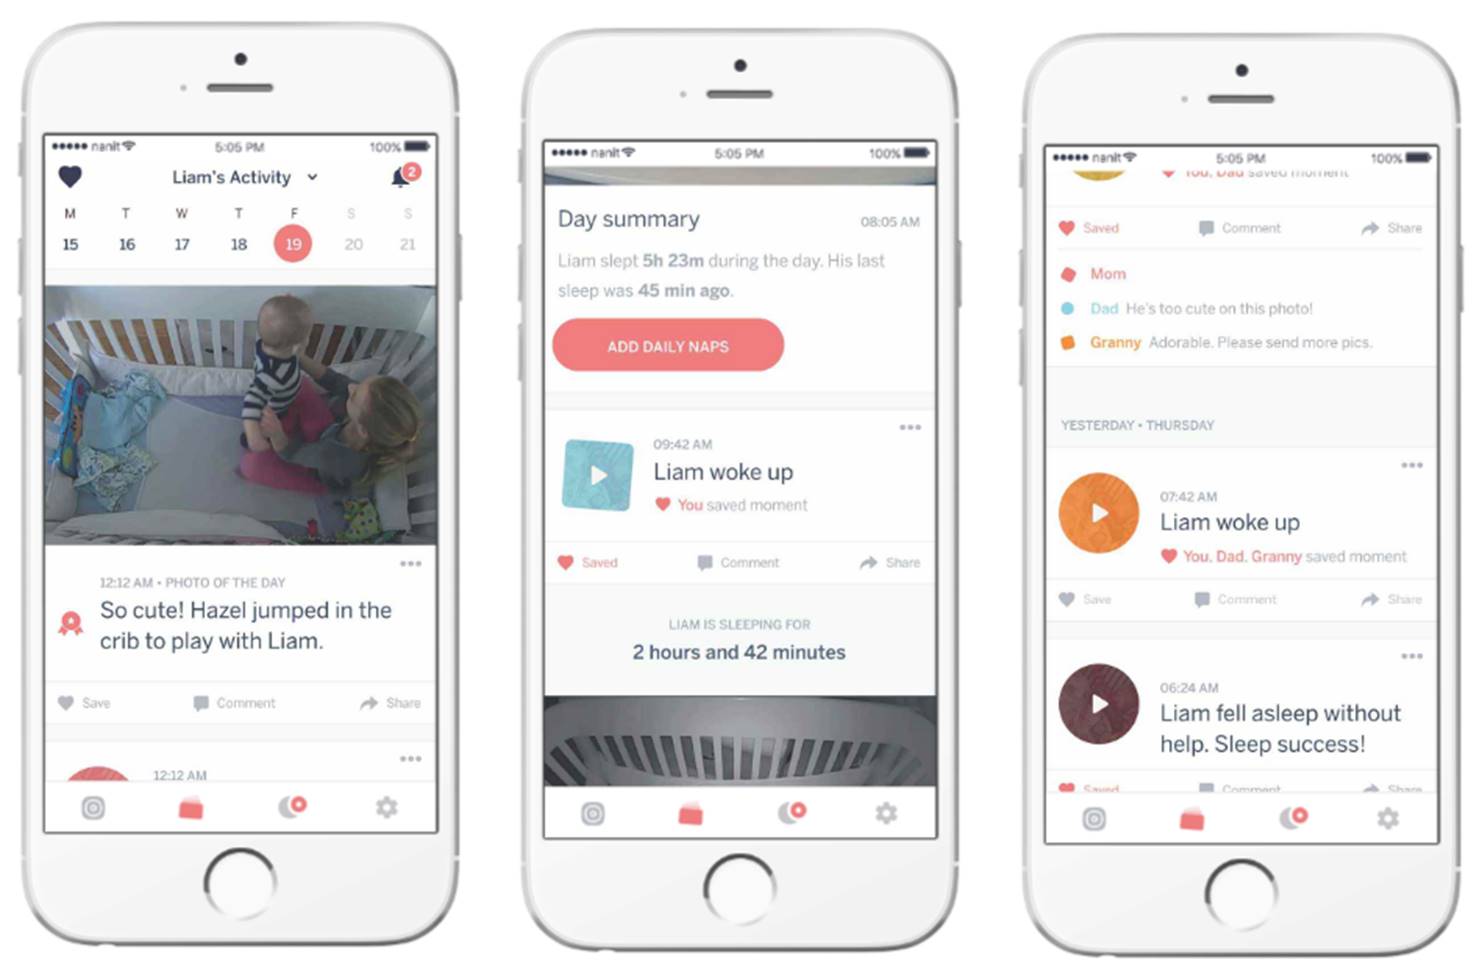 nanit
5:05 PM
100%
Liam's Activity
2
M T W T F S S
15 16 17 18 19 20 21
12:12 AM • PHOTO OF THE DAY
So cute! Hazel jumped in the
crib to play with Liam.
Save Comment Share
12:12 AM
nanit
5:05 PM
100%
Day summary
08:05 AM
Liam slept 5h 23m during the day. His last
sleep was 45 min ago.
ADD DAILY NAPS
09:42 AM
Liam woke up
You saved moment
Saved Comment Share
LIAM IS SLEEPING FOR
2 hours and 42 minutes
nanit
5:05 PM
100%
You, Dad saved moment
Saved Comment Share
Mom
Dad He's too cute on this photo!
Granny Adorable. Please send more pics.
YESTERDAY • THURSDAY
07:42 AM
Liam woke up
You, Dad, Granny saved moment
Save Comment Share
06:24 AM
Liam fell asleep without
help. Sleep success!
Saved Comment Share